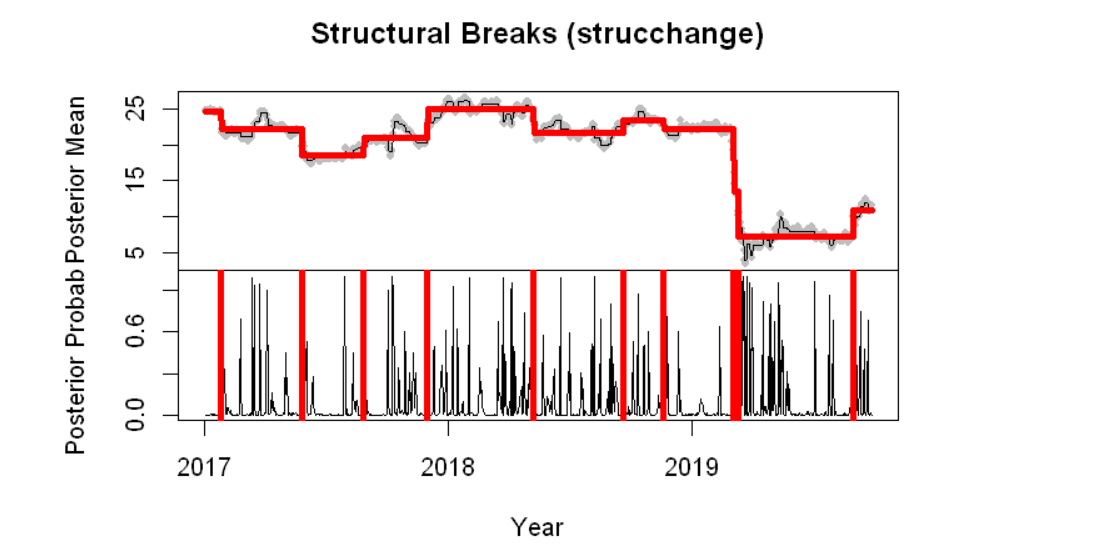 Structural Breaks (strucchange)
Posterior Mean
25
15
5
Posterior Probab
0.6
0.0
2017
2018
2019
Year